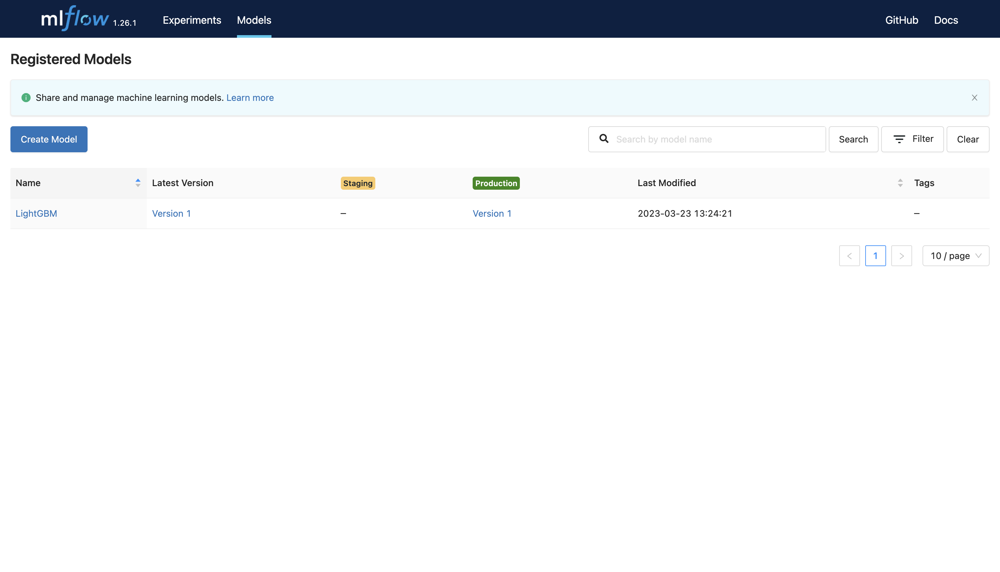 mlflow 1.26.1 Experiments Models GitHub Docs
Registered Models
Share and manage machine learning models. Learn more
Create Model Search by model name Search Filter Clear
Name Latest Version Staging Production Last Modified Tags
LightGBM Version 1 – Version 1 2023-03-23 13:24:21 –
< 1 > 10 / page